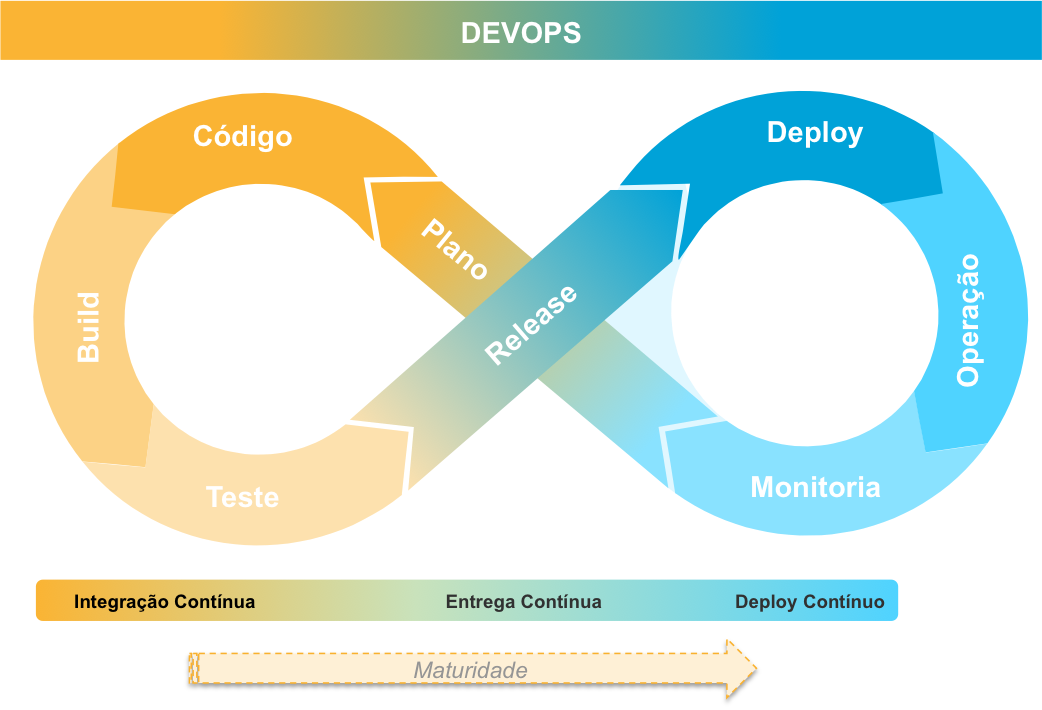 DEVOPS
Código
Deploy
Plano
Release
Build
Operação
Teste
Monitoria
Integração Contínua
Entrega Contínua
Deploy Contínuo
Maturidade